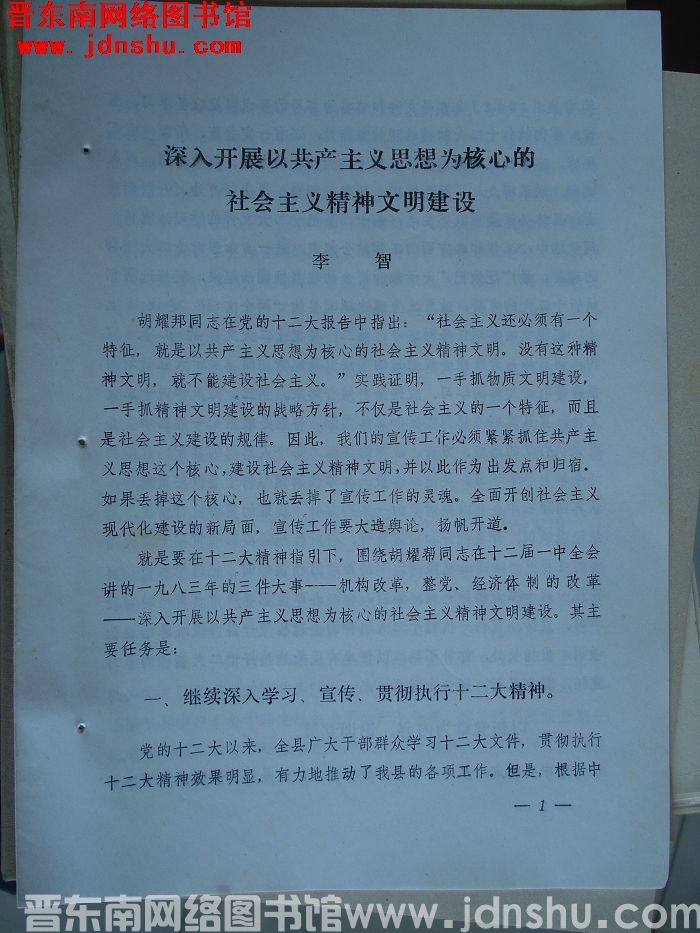 晋东南网络图书馆
www.jdnshu.com
深入开展以共产主义思想为核心的
社会主义精神文明建设
李 智
胡耀邦同志在党的十二大报告中指出：“社会主义还必须有一个
特征，就是以共产主义思想为核心的社会主义精神文明。没有这种精
神文明，就不能建设社会主义。”实践证明，一手抓物质文明建设，
一手抓精神文明建设的战略方针，不仅是社会主义的一个特征，而且
是社会主义建设的规律。因此，我们的宣传工作必须紧紧抓住共产主
义思想这个核心，建设社会主义精神文明，并以此作为出发点和归宿．
如果丢掉这个核心，也就丢掉了宣传工作的灵魂。全面开创社会主义
现代化建设的新局面，宣传工作要大造舆论，扬帆开道。
就是要在十二大精神指引下，围绕胡耀帮同志在十二届一中全会
讲的一九八三年的三件大事——机构改革，整党、经济体制的改革
——深入开展以共产主义思想为核心的社会主义精神文明建设。其主
要任务是：
一、继续深入学习、宣传、贯彻执行十二大精神。
党的十二大以来，全县广大干部群众学习十二大文件，贯彻执行
十二大精神效果明显，有力地推动了我县的各项工作。但是，根据中
— 1 —
晋东南网络图书馆www.jdnshu.com